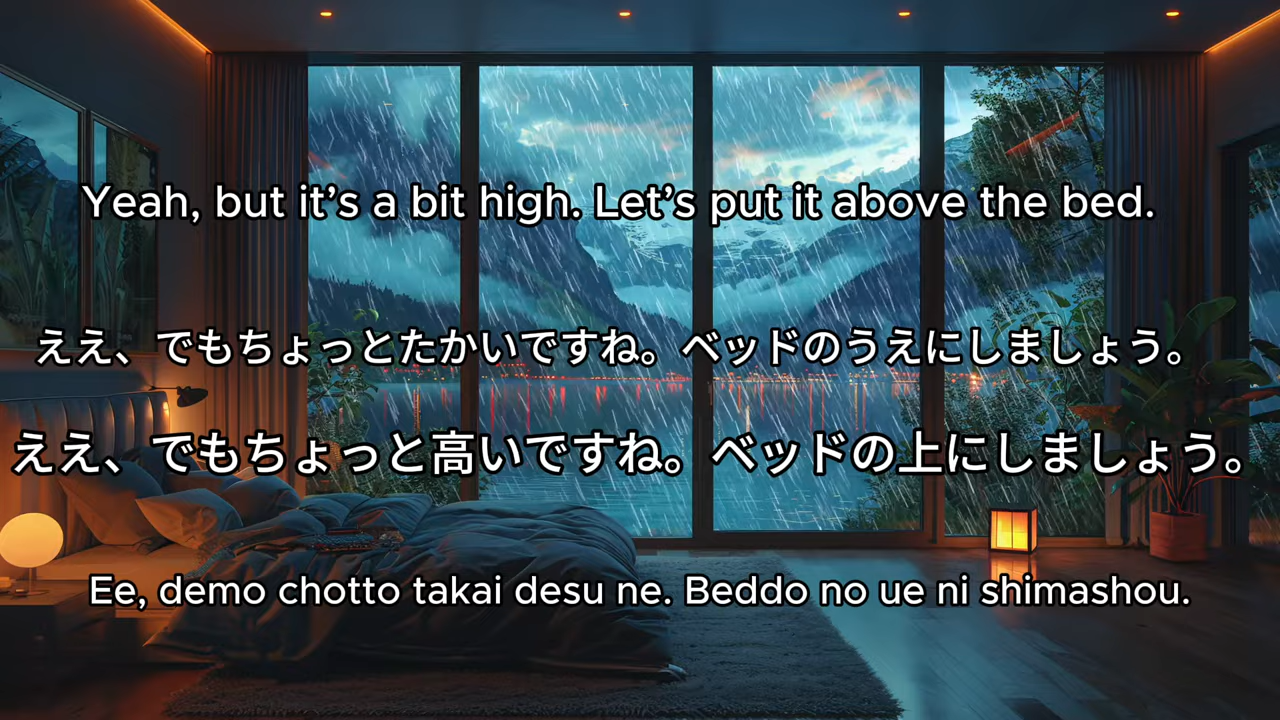 Yeah, but it’s a bit high. Let’s put it above the bed.
ええ、でもちょっとたかいですね。ベッドのうえにしましょう。
ええ、でもちょっと高いですね。ベッドの上にしましょう。
Ee, demo chotto takai desu ne. Beddo no ue ni shimashou.